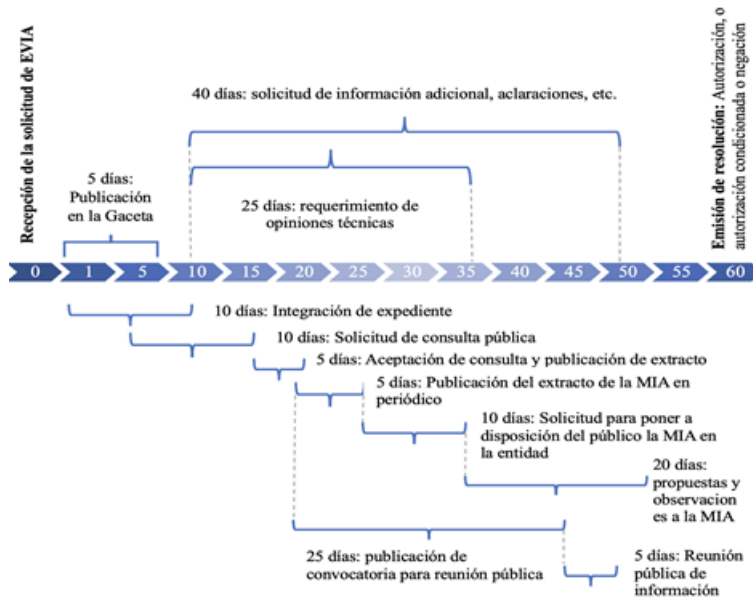 Recepción de la solicitud de EVIA
Emisión de resolución: Autorización, o
autorización condicionada o negación
40 días: solicitud de información adicional, aclaraciones, etc.
5 días:
Publicación
en la Gaceta
25 días: requerimiento de
opiniones técnicas
0 1 5 10 15 20 25 30 35 40 45 50 55 60
10 días: Integración de expediente
10 días: Solicitud de consulta pública
5 días: Aceptación de consulta y publicación de extracto
5 días: Publicación del extracto de la MIA en
periódico
10 días: Solicitud para poner a
disposición del público la MIA en
la entidad
20 días:
propuestas y
observacion
es a la MIA
25 días: publicación de
convocatoria para reunión pública
5 días: Reunión
pública de
información